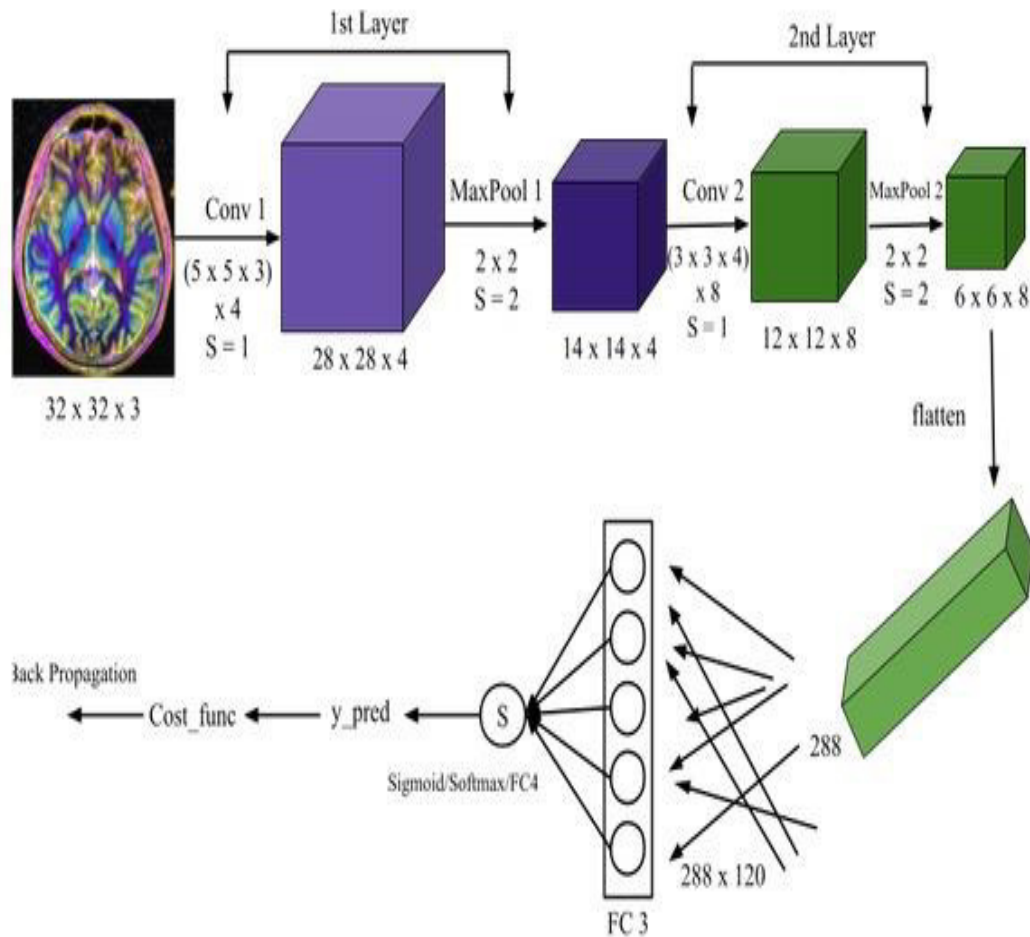 1st Layer
2nd Layer
Conv 1
(5 x 5 x 3)
x 4
S = 1
32 x 32 x 3
28 x 28 x 4
MaxPool 1
2 x 2
S = 2
14 x 14 x 4
Conv 2
(3 x 3 x 4)
x 8
S = 1
12 x 12 x 8
MaxPool 2
2 x 2
S = 2
6 x 6 x 8
flatten
288
288 x 120
FC 3
S
Sigmoid/Softmax/FC4
y_pred
Cost_func
Back Propagation